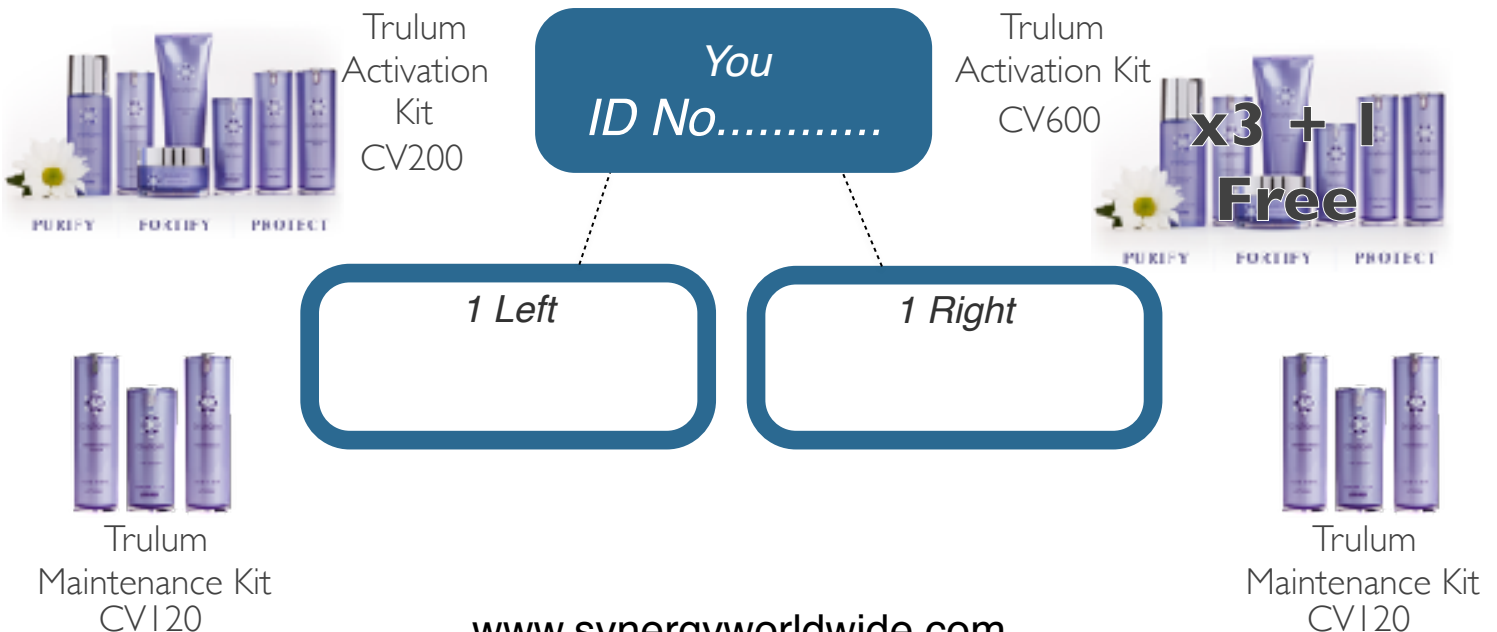 Trulum
Activation
Kit
CV200
You
ID No............
Trulum
Activation Kit
CV600
x3 + 1
Free
PURIFY FORTIFY PROTECT
PURIFY FORTIFY PROTECT
1 Left
1 Right
Trulum
Maintenance Kit
CV120
Trulum
Maintenance Kit
CV120
www.synergyworldwide.com